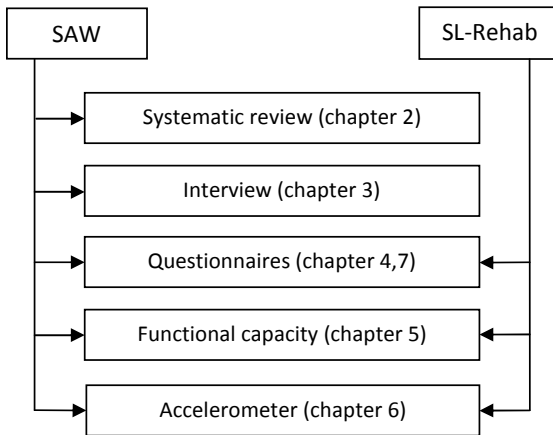 SAW
SL-Rehab
Systematic review (chapter 2)
Interview (chapter 3)
Questionnaires (chapter 4,7)
Functional capacity (chapter 5)
Accelerometer (chapter 6)